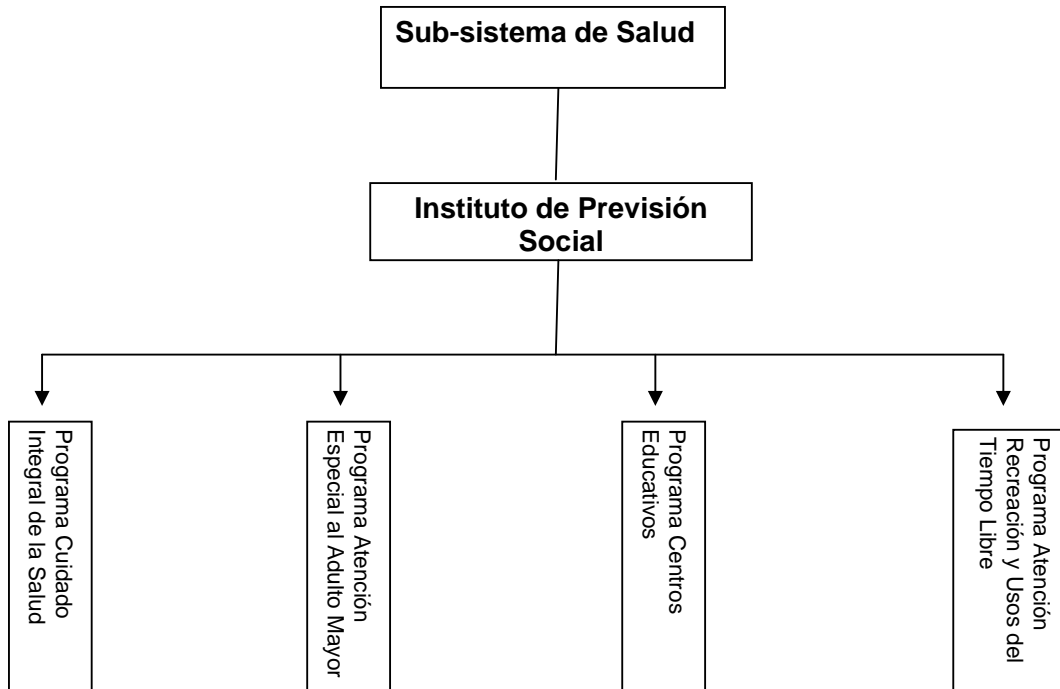 Sub-sistema de Salud
Instituto de Previsión
Social
Programa Cuidado
Integral de la Salud
Programa Atención
Especial al Adulto Mayor
Programa Centros
Educativos
Programa Atención
Recreación y Usos del
Tiempo Libre